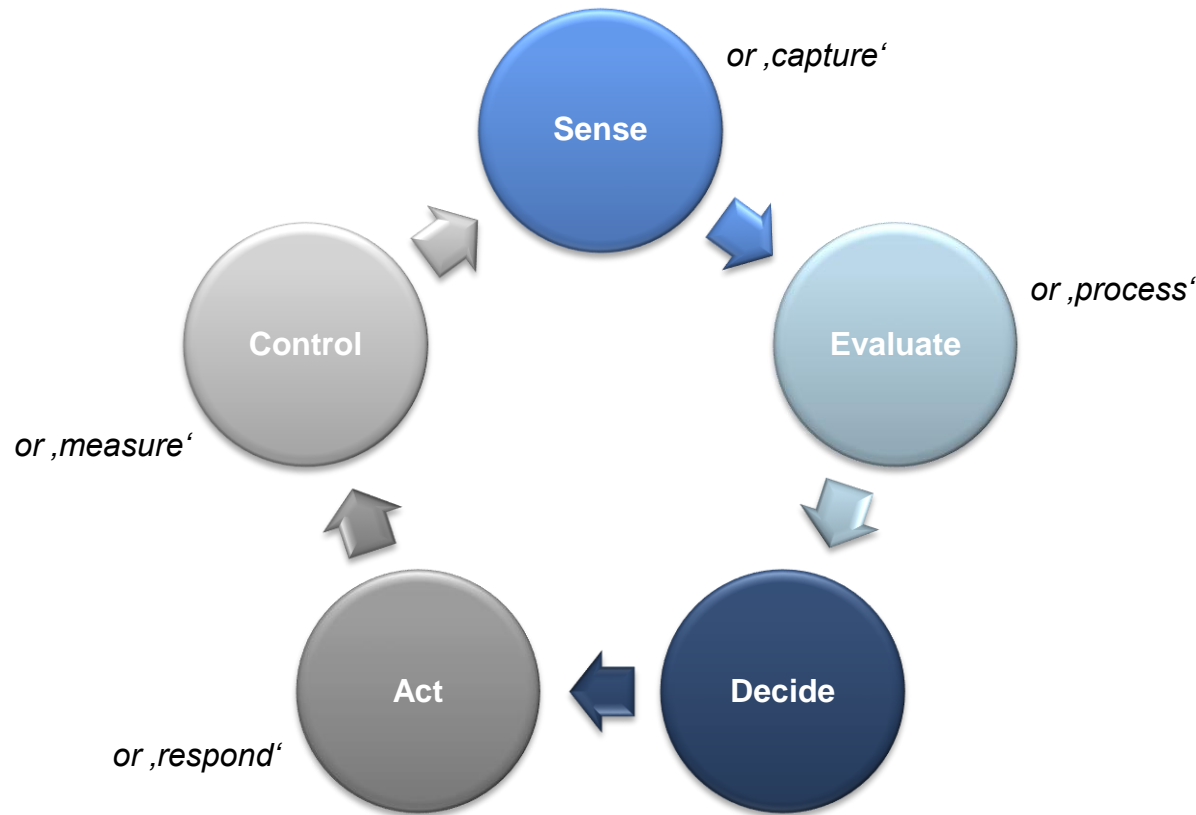 Sense
or ‚capture‘
Evaluate
or ‚process‘
Decide
Act
or ‚respond‘
Control
or ‚measure‘